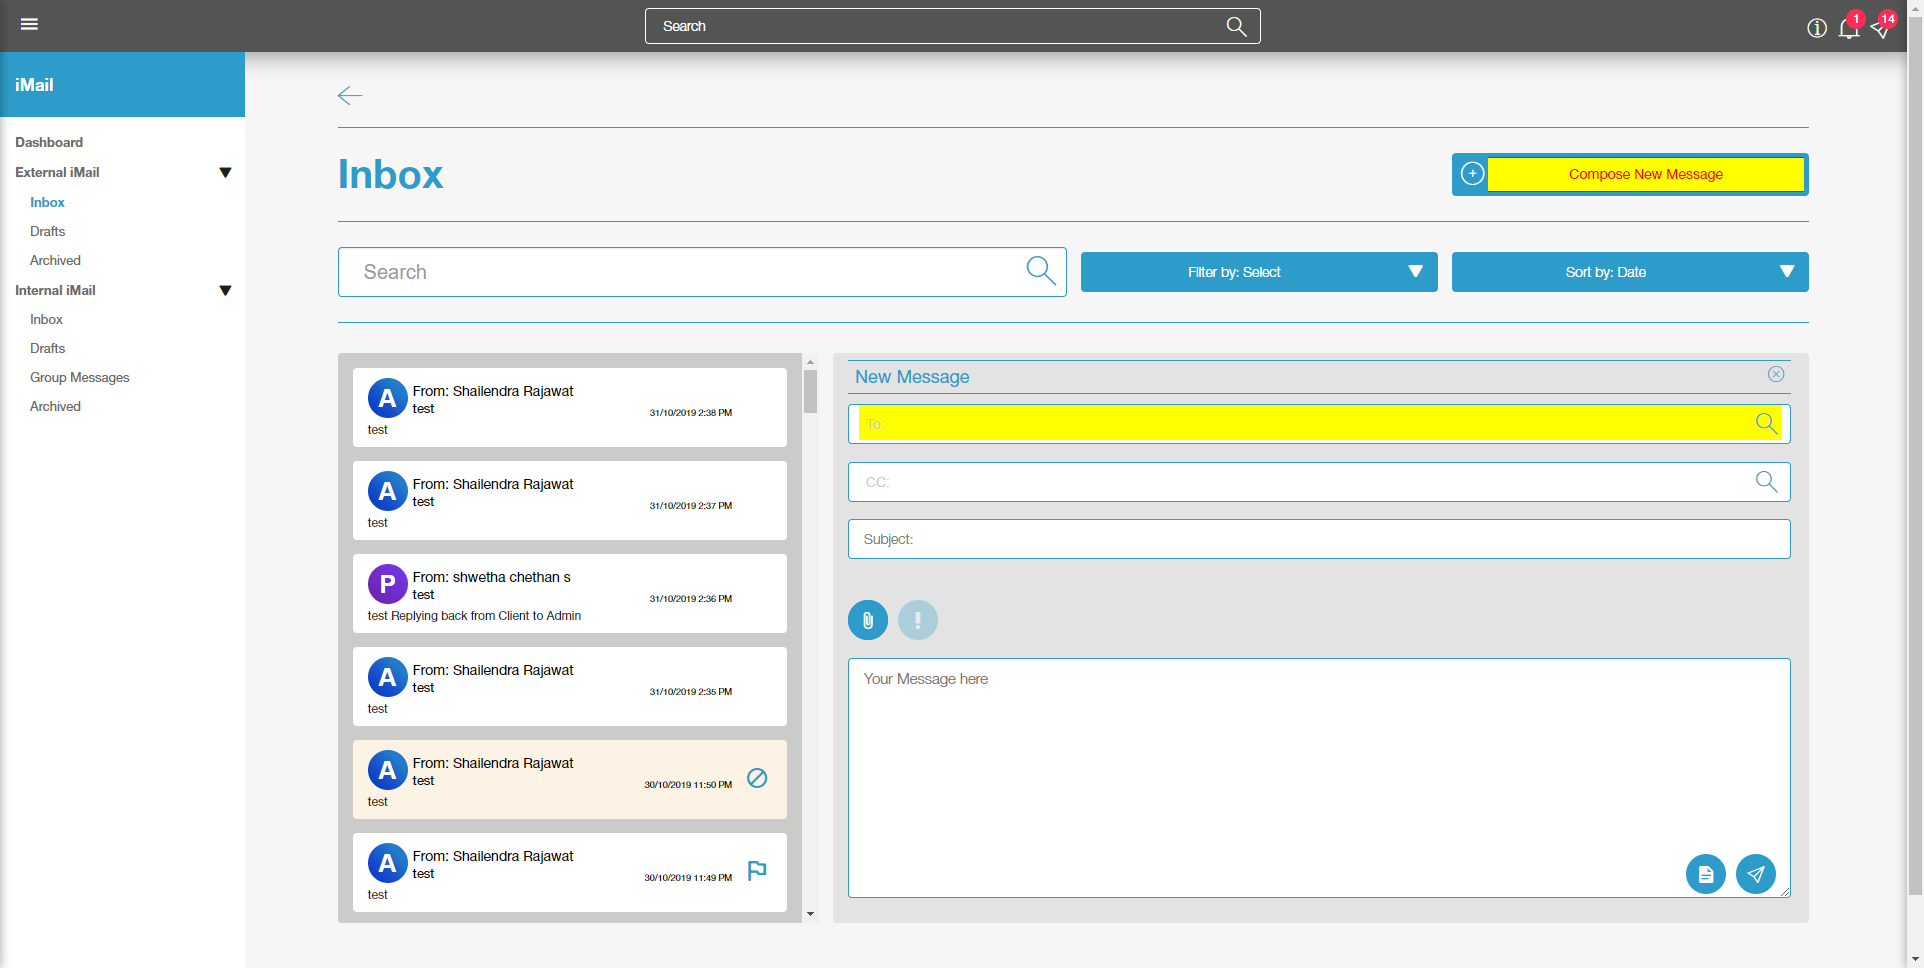 Search
1
14
iMail
Dashboard
External iMail
Inbox
Drafts
Archived
Internal iMail
Inbox
Drafts
Group Messages
Archived
Inbox
Compose New Message
Search
Filter by: Select
Sort by: Date
A
From: Shailendra Rajawat
test
31/10/2019 2:38 PM
test
A
From: Shailendra Rajawat
test
31/10/2019 2:37 PM
test
P
From: shwetha chethan s
test
31/10/2019 2:36 PM
test Replying back from Client to Admin
A
From: Shailendra Rajawat
test
31/10/2019 2:35 PM
test
A
From: Shailendra Rajawat
test
30/10/2019 11:50 PM
test
A
From: Shailendra Rajawat
test
30/10/2019 11:49 PM
test
New Message
To:
CC:
Subject:
Your Message here